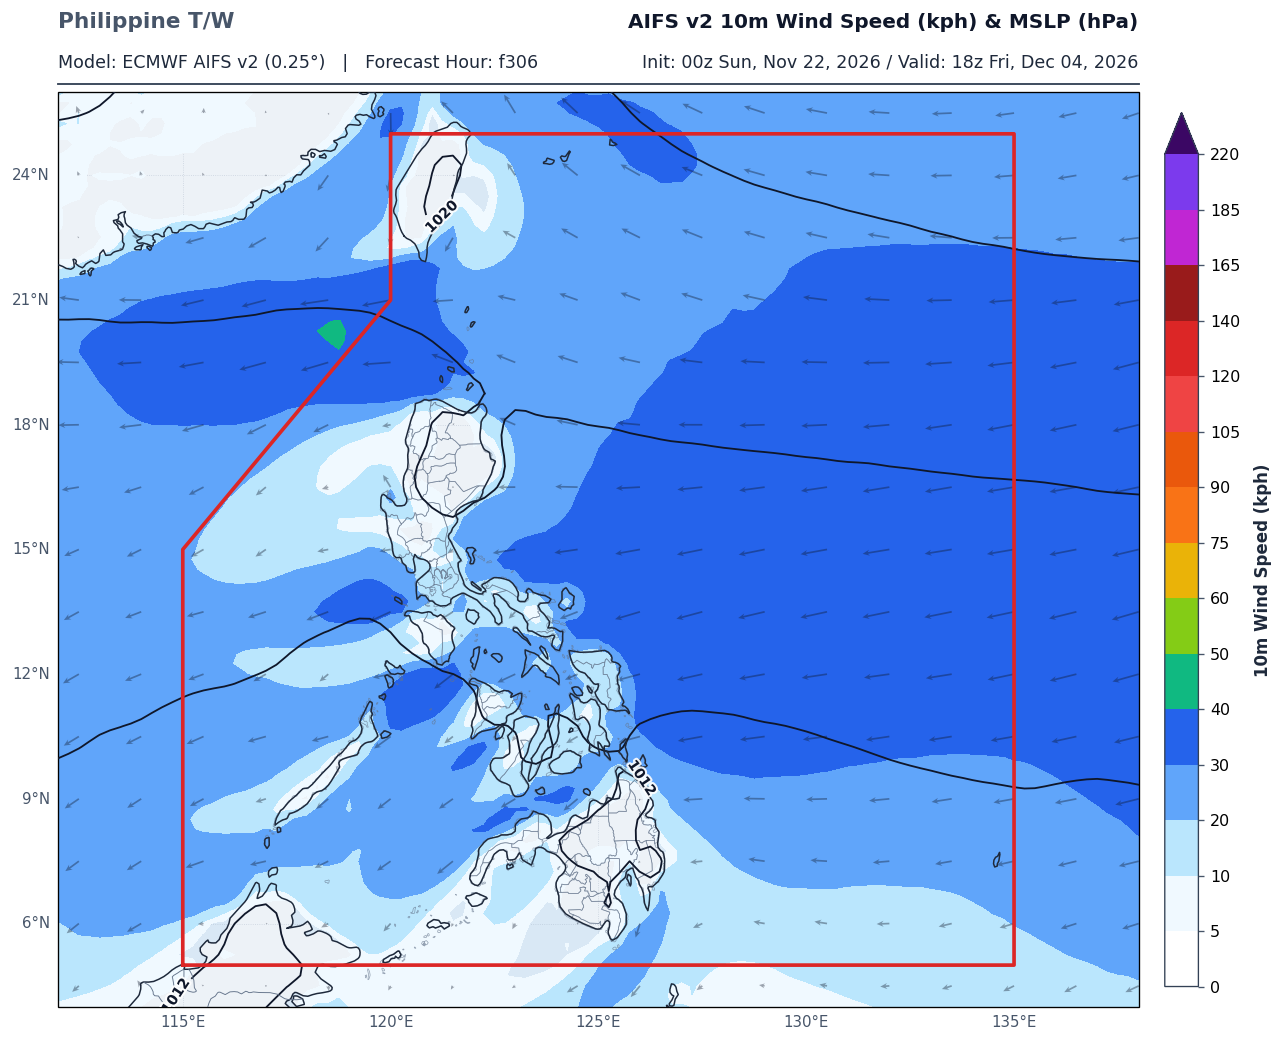 Philippine T/W
AIFS v2 10m Wind Speed (kph) & MSLP (hPa)
Model: ECMWF AIFS v2 (0.25°) | Forecast Hour: f306
Init: 00z Sun, Nov 22, 2026 / Valid: 18z Fri, Dec 04, 2026
24°N
21°N
18°N
15°N
12°N
9°N
6°N
1020
1012
1012
115°E
120°E
125°E
130°E
135°E
220
185
165
140
120
105
90
75
60
50
40
30
20
10
5
0
10m Wind Speed (kph)